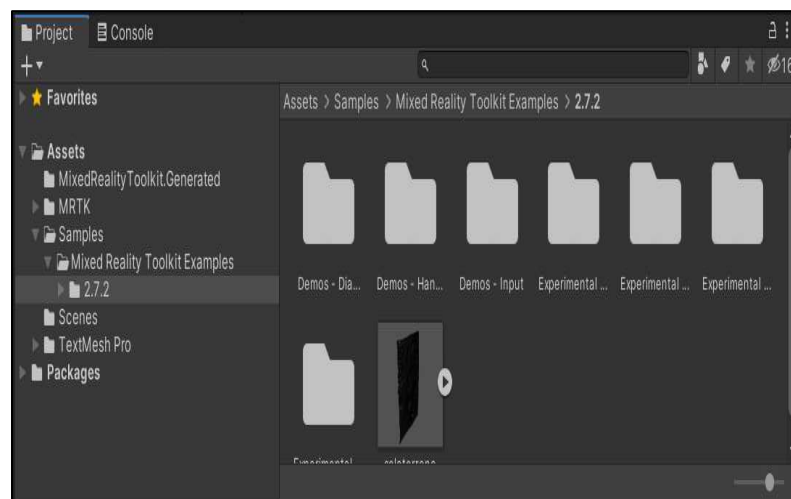 Project
Console
16
Favorites
Assets > Samples > Mixed Reality Toolkit Examples > 2.7.2
Assets
MixedRealityToolkit.Generated
MRTK
Samples
Mixed Reality Toolkit Examples
2.7.2
Scenes
TextMesh Pro
Packages
Demos - Dia...
Demos - Han...
Demos - Input
Experimental ...
Experimental ...
Experimental ...